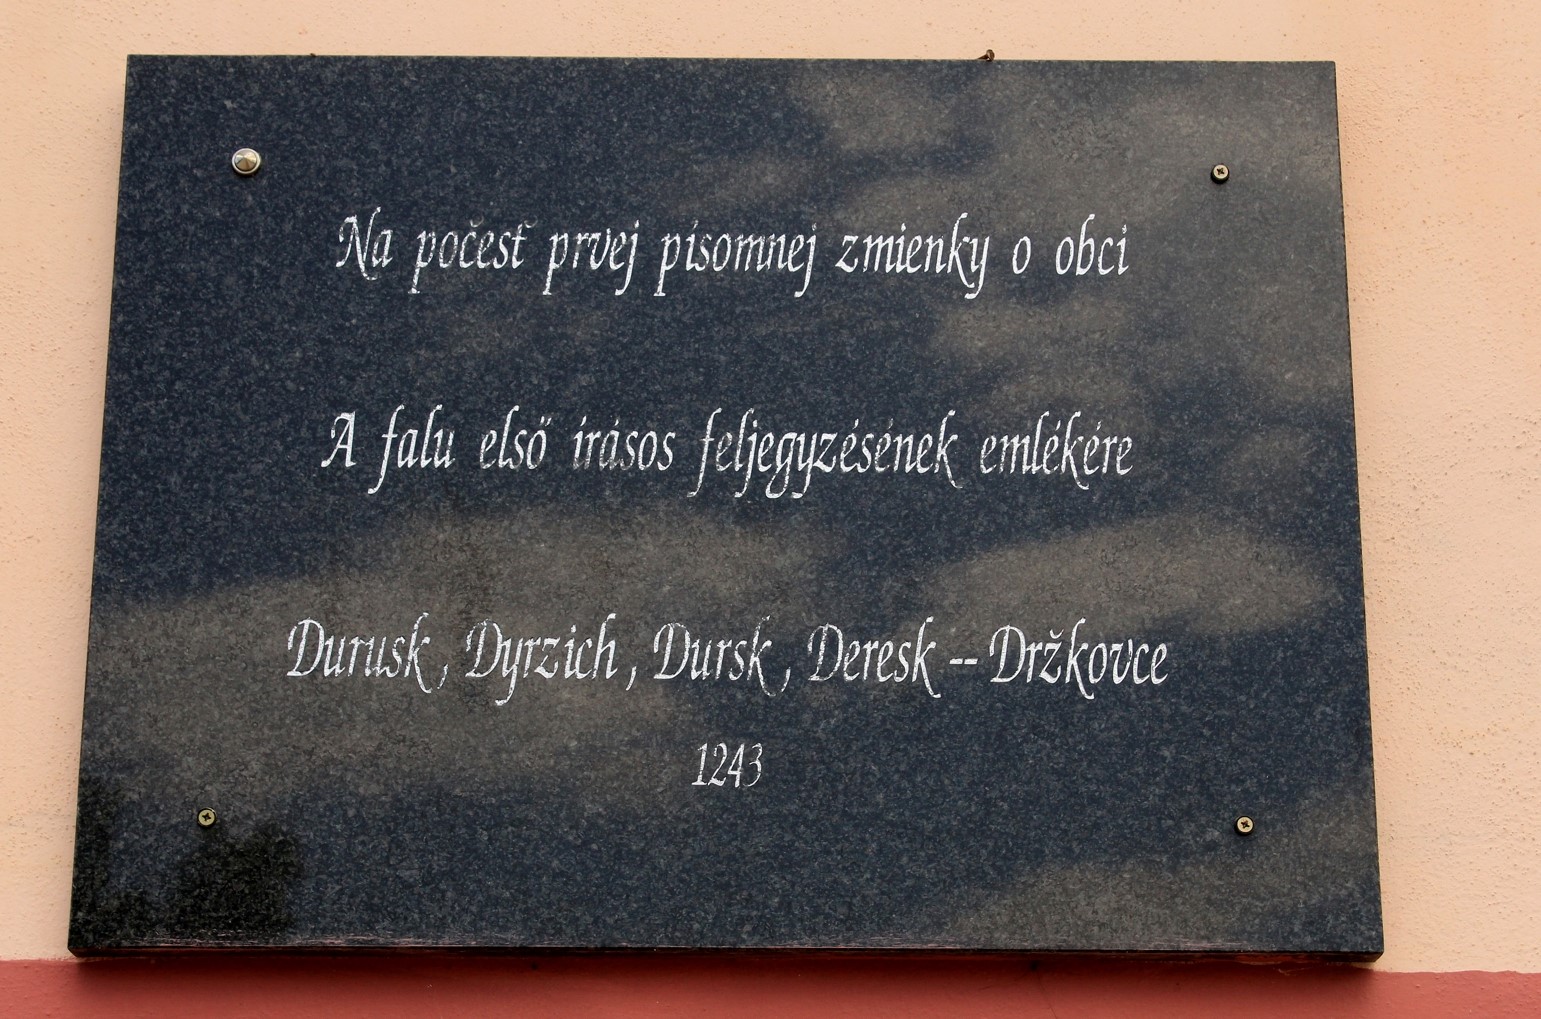 Na počesť prvej písomnej zmienky o obci
A falu első írásos feljegyzésének emlékére
Durusk, Dyrzich, Dursk, Deresk -- Držkovce
1243